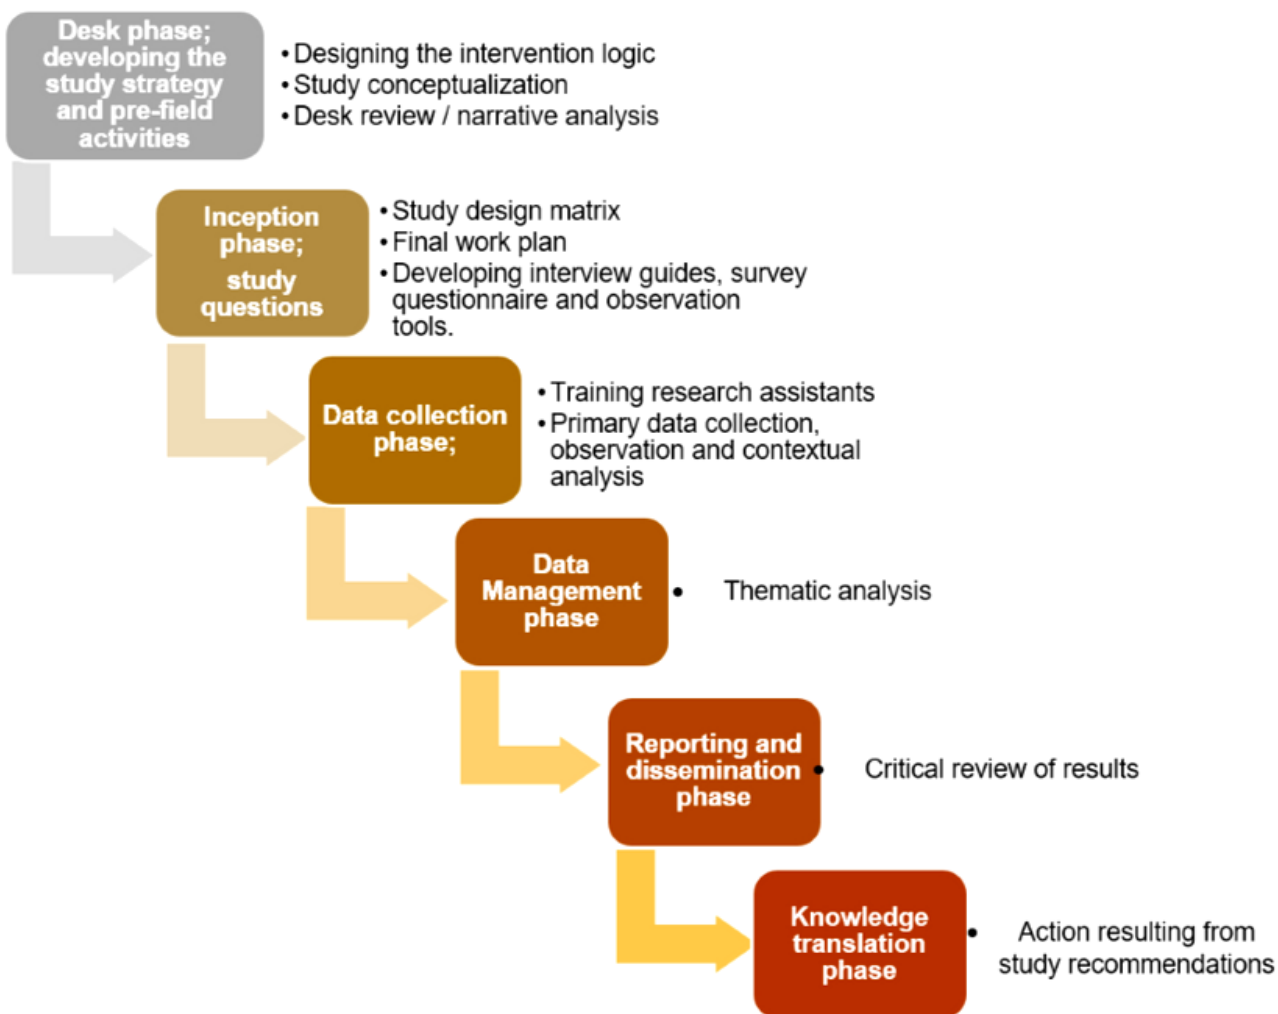 Desk phase;
developing the
study strategy
and pre-field
activities
• Designing the intervention logic
• Study conceptualization
• Desk review / narrative analysis
Inception
phase;
study
questions
• Study design matrix
• Final work plan
• Developing interview guides, survey
questionnaire and observation
tools.
Data collection
phase;
• Training research assistants
• Primary data collection,
observation and contextual
analysis
Data
Management
phase
• Thematic analysis
Reporting and
dissemination
phase
• Critical review of results
Knowledge
translation
phase
• Action resulting from
study recommendations